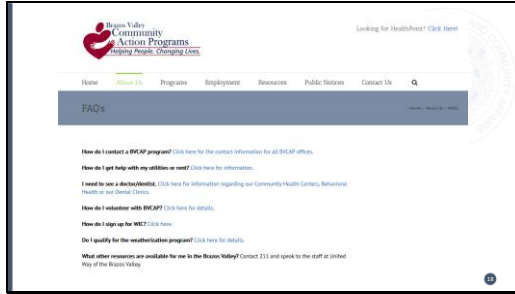 Brazos Valley
Community
Action Programs
Helping People. Changing Lives.
Looking for HealthPoint? Click Here!
Home About Us Programs Employment Resources Public Notices Contact Us
FAQs
Home / About Us / FAQs
How do I contact a BVCAP program? Click here for the contact information for all BVCAP offices.
How do I get help with my utilities or rent? Click here for information.
I need to see a doctor/dentist. Click here for information regarding our Community Health Centers, Behavioral
Health or our Dental Clinics.
How do I volunteer with BVCAP? Click here for details.
How do I sign up for WIC? Click here.
Do I qualify for the weatherization program? Click here for details.
What other resources are available for me in the Brazos Valley? Contact 211 and speak to the staff at United
Way of the Brazos Valley.